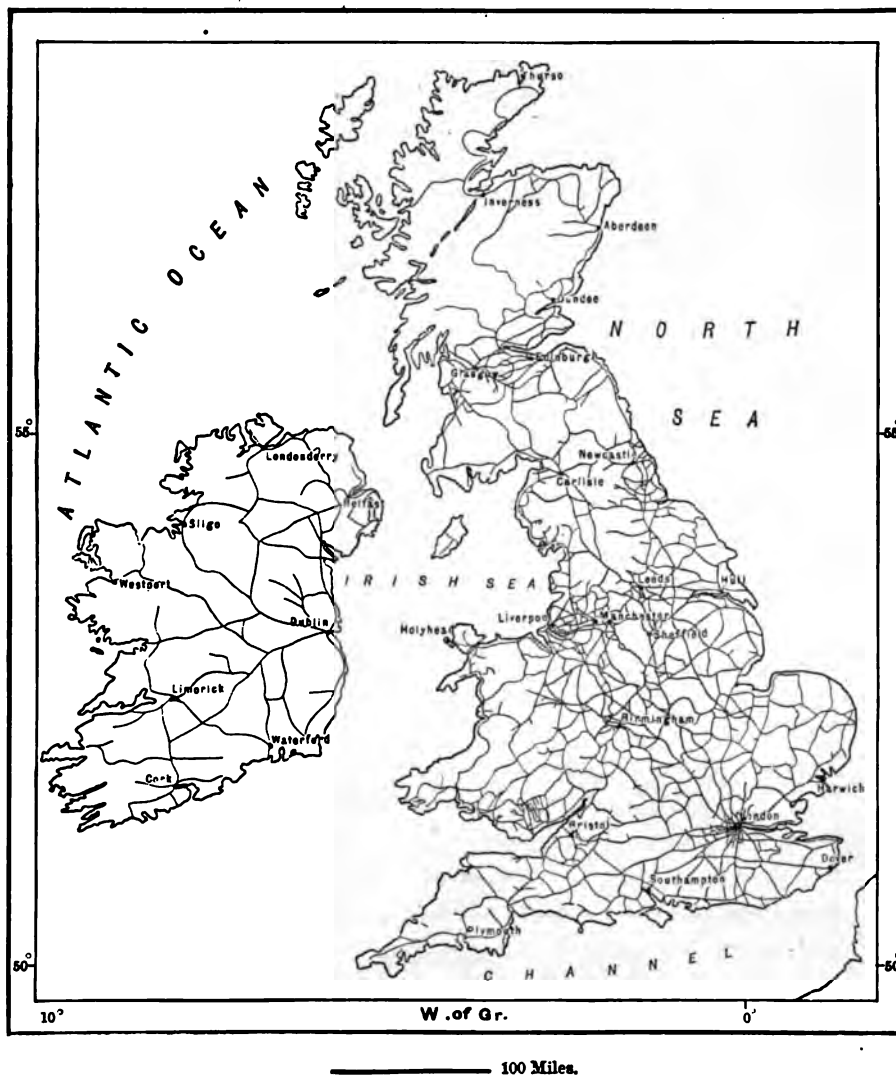 Thurso
Inverness
ATLANTIC OCEAN
Aberdeen
Dundee
NORTH
Edinburgh
Glasgow
SEA
55°
55°
Londonderry
Newcastle
Carlisle
Belfast
Sligo
IRISH SEA
Westport
Leeds
Hull
Dublin
Liverpool
Manchester
Holyhead
Sheffield
Limerick
Birmingham
Waterford
Cork
Harwich
London
Bristol
Dover
Southampton
Plymouth
CHANNEL
50°
50°
10°
W. of Gr.
0°
100 Miles.